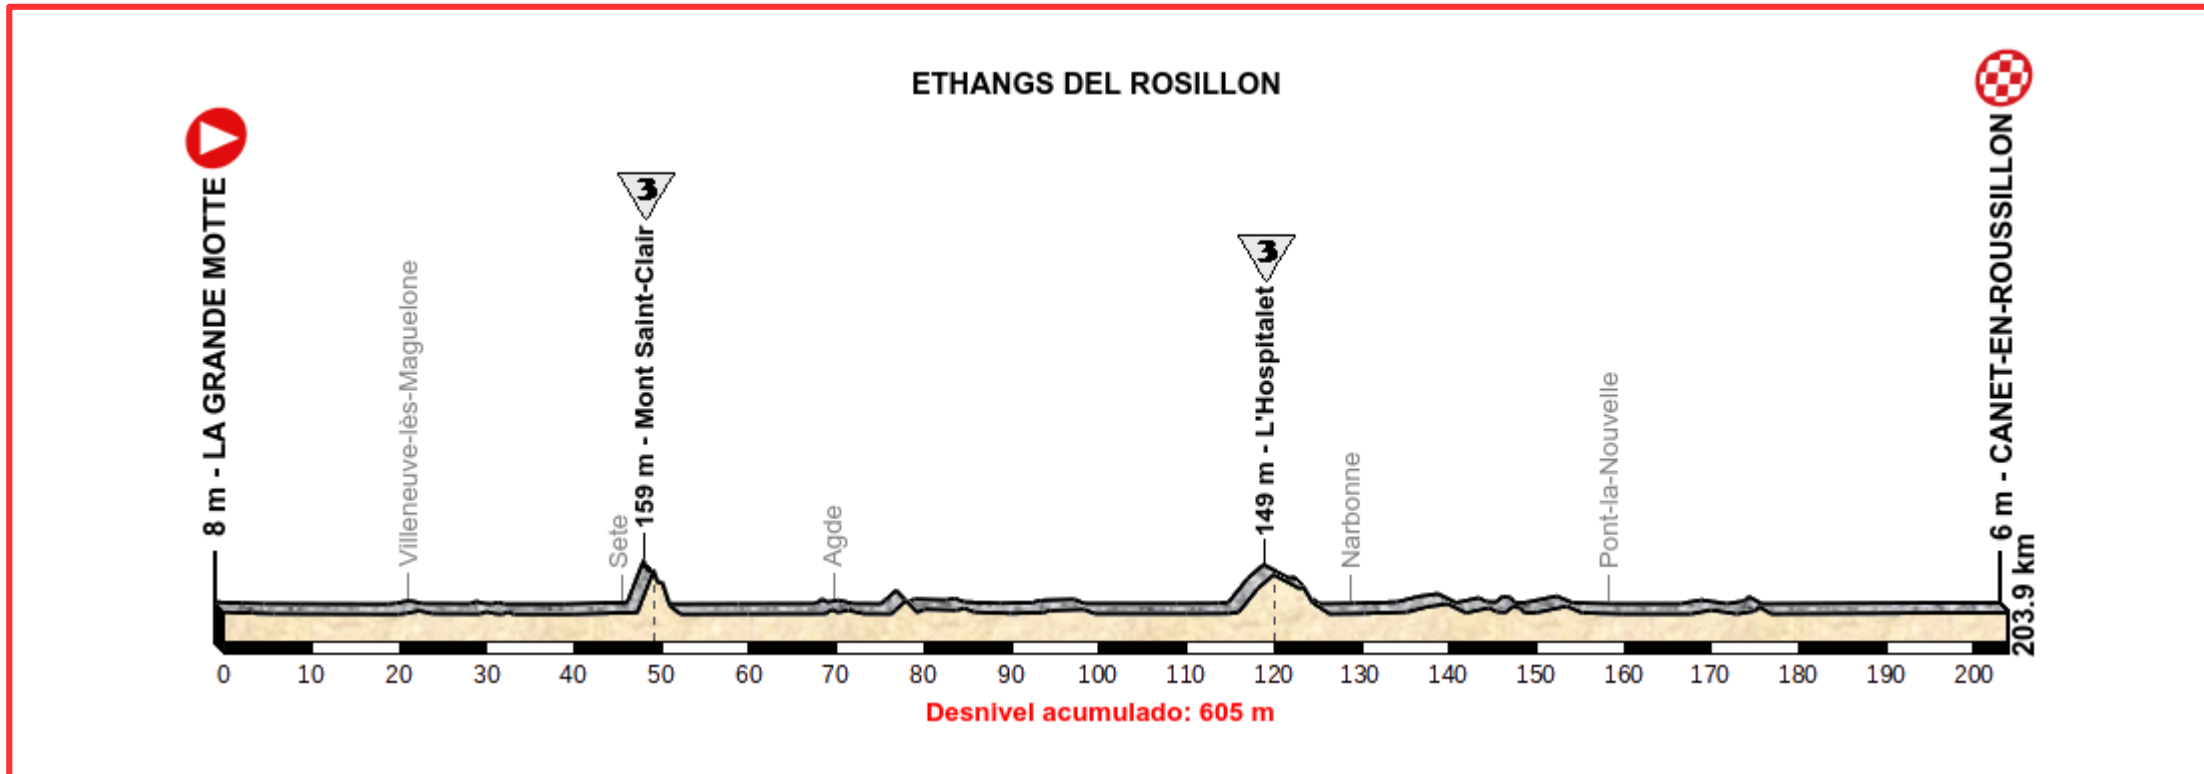 ETHANGS DEL ROSILLON
8 m - LA GRANDE MOTTE
Villeneuve-lès-Maguelone
Sete
3
159 m - Mont Saint-Clair
Agde
3
149 m - L'Hospitalet
Narbonne
Pont-la-Nouvelle
6 m - CANET-EN-ROUSSILLON
203.9 km
0 10 20 30 40 50 60 70 80 90 100 110 120 130 140 150 160 170 180 190 200
Desnivel acumulado: 605 m